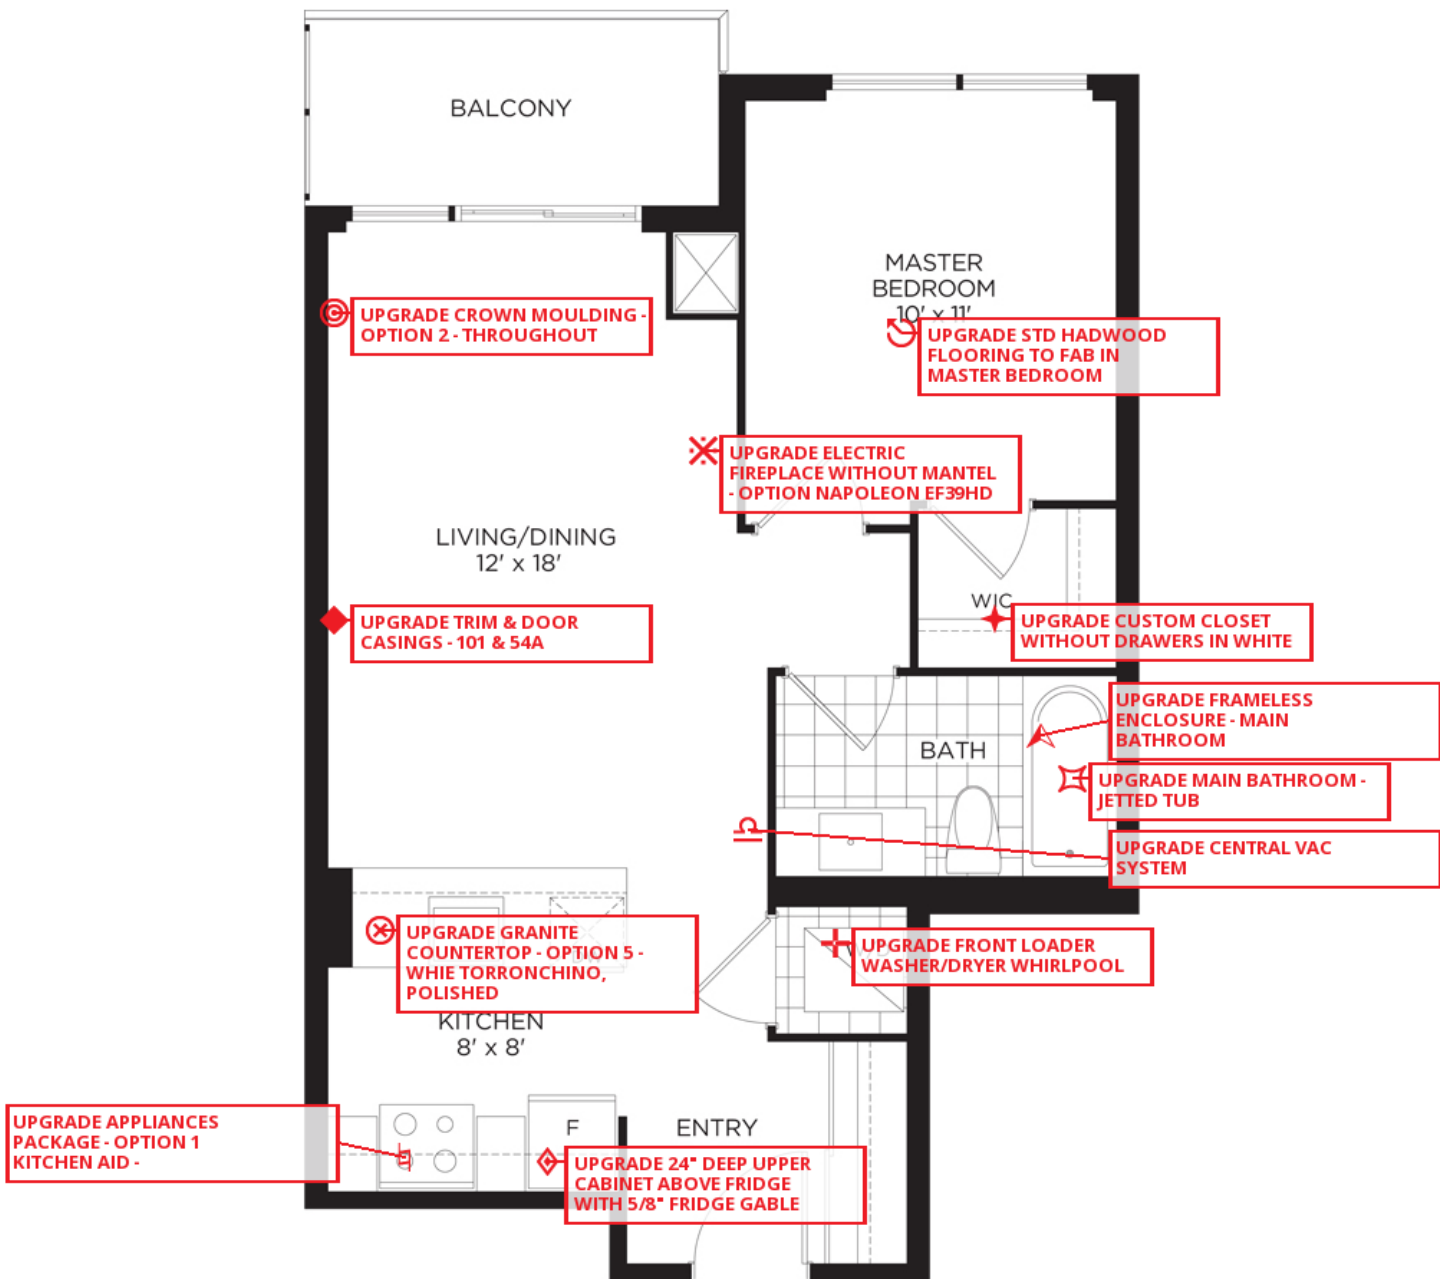 BALCONY
MASTER
BEDROOM
10' x 11'
UPGRADE CROWN MOULDING -
OPTION 2 - THROUGHOUT
UPGRADE STD HADWOOD
FLOORING TO FAB IN
MASTER BEDROOM
UPGRADE ELECTRIC
FIREPLACE WITHOUT MANTEL
- OPTION NAPOLEON EF39HD
LIVING/DINING
12' x 18'
WIC
UPGRADE TRIM & DOOR
CASINGS - 101 & 54A
UPGRADE CUSTOM CLOSET
WITHOUT DRAWERS IN WHITE
UPGRADE FRAMELESS
ENCLOSURE - MAIN
BATHROOM
BATH
UPGRADE MAIN BATHROOM -
JETTED TUB
UPGRADE CENTRAL VAC
SYSTEM
UPGRADE GRANITE
COUNTERTOP - OPTION 5 -
WHIE TORRONCHINO,
POLISHED
UPGRADE FRONT LOADER
WASHER/DRYER WHIRLPOOL
KITCHEN
8' x 8'
UPGRADE APPLIANCES
PACKAGE - OPTION 1
KITCHEN AID -
F
ENTRY
UPGRADE 24" DEEP UPPER
CABINET ABOVE FRIDGE
WITH 5/8" FRIDGE GABLE